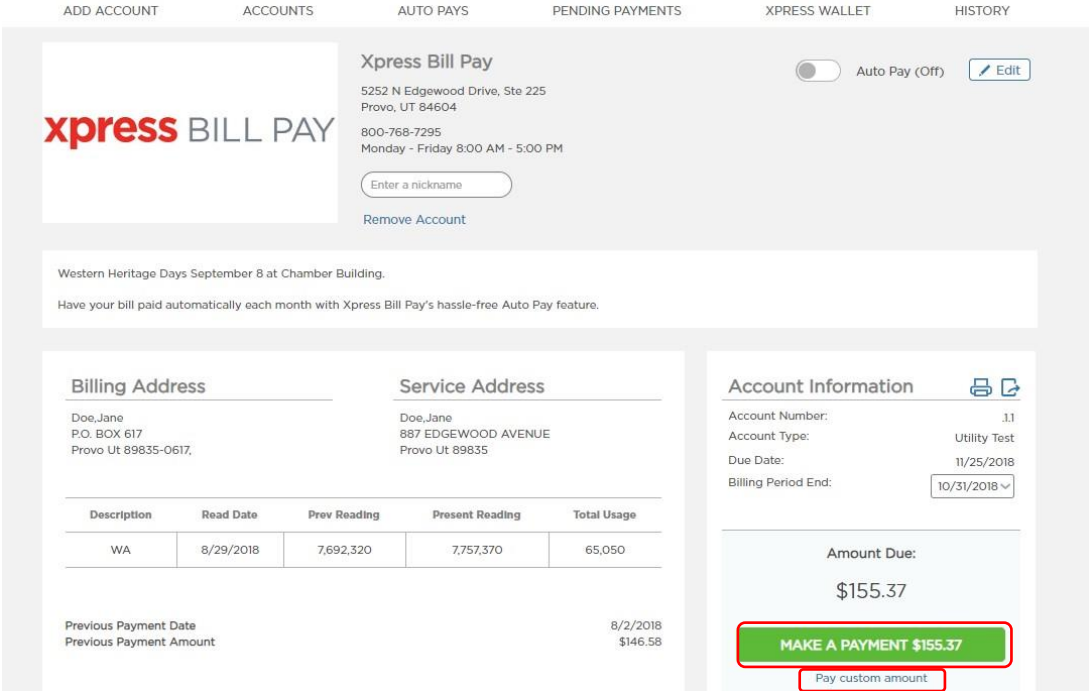 ADD ACCOUNT ACCOUNTS AUTO PAYS PENDING PAYMENTS XPRESS WALLET HISTORY
xpress BILL PAY
Xpress Bill Pay
5252 N Edgewood Drive, Ste 225
Provo, UT 84604
800-768-7295
Monday - Friday 8:00 AM - 5:00 PM
Enter a nickname
Remove Account
Auto Pay (Off) Edit
Western Heritage Days September 8 at Chamber Building.
Have your bill paid automatically each month with Xpress Bill Pay's hassle-free Auto Pay feature.
Billing Address
Doe,Jane
P.O. BOX 617
Provo Ut 89835-0617,
Service Address
Doe,Jane
887 EDGEWOOD AVENUE
Provo Ut 89835
Description Read Date Prev Reading Present Reading Total Usage
WA 8/29/2018 7,692,320 7,757,370 65,050
Previous Payment Date 8/2/2018
Previous Payment Amount $146.58
Account Information
Account Number: .1.1
Account Type: Utility Test
Due Date: 11/25/2018
Billing Period End: 10/31/2018
Amount Due:
$155.37
MAKE A PAYMENT $155.37
Pay custom amount